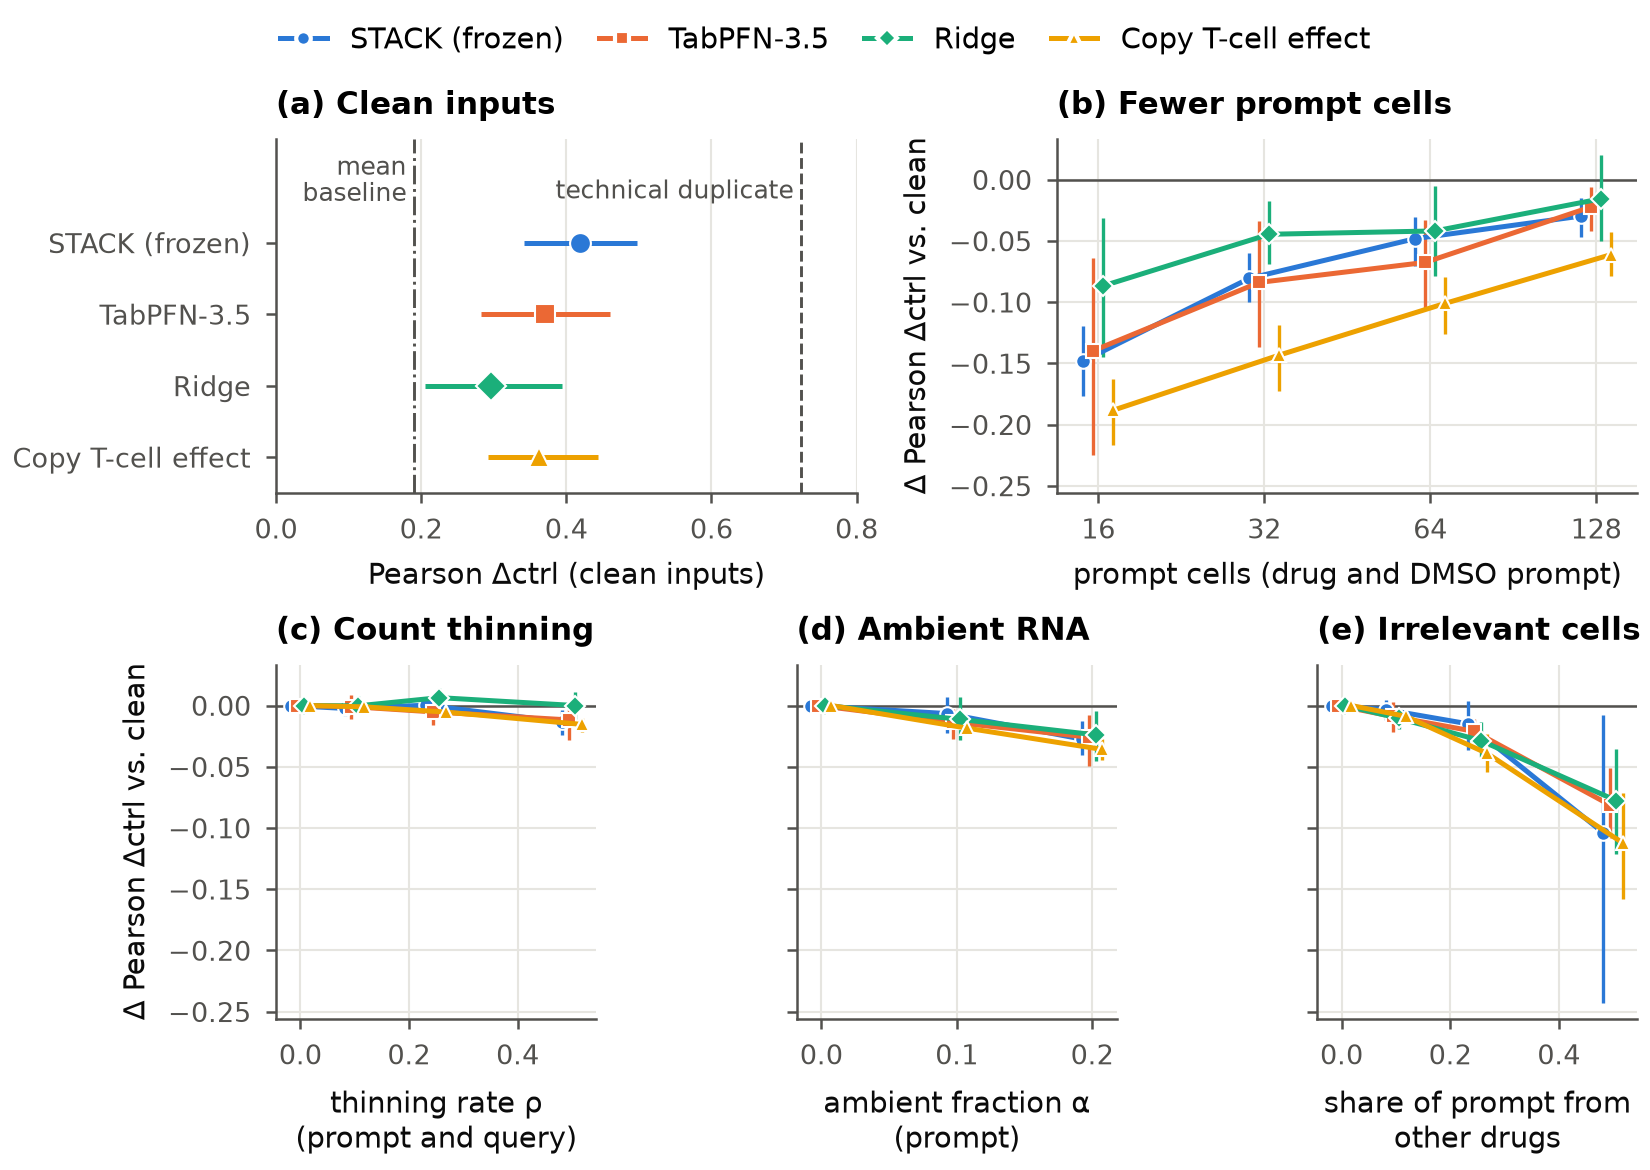 STACK (frozen) TabPFN-3.5 Ridge Copy T-cell effect
(a) Clean inputs
mean
baseline
technical duplicate
STACK (frozen)
TabPFN-3.5
Ridge
Copy T-cell effect
0.0 0.2 0.4 0.6 0.8
Pearson Δctrl (clean inputs)
(b) Fewer prompt cells
Δ Pearson Δctrl vs. clean
0.00
−0.05
−0.10
−0.15
−0.20
−0.25
16 32 64 128
prompt cells (drug and DMSO prompt)
(c) Count thinning
Δ Pearson Δctrl vs. clean
0.00
−0.05
−0.10
−0.15
−0.20
−0.25
0.0 0.2 0.4
thinning rate ρ
(prompt and query)
(d) Ambient RNA
0.0 0.1 0.2
ambient fraction α
(prompt)
(e) Irrelevant cells
0.0 0.2 0.4
share of prompt from
other drugs